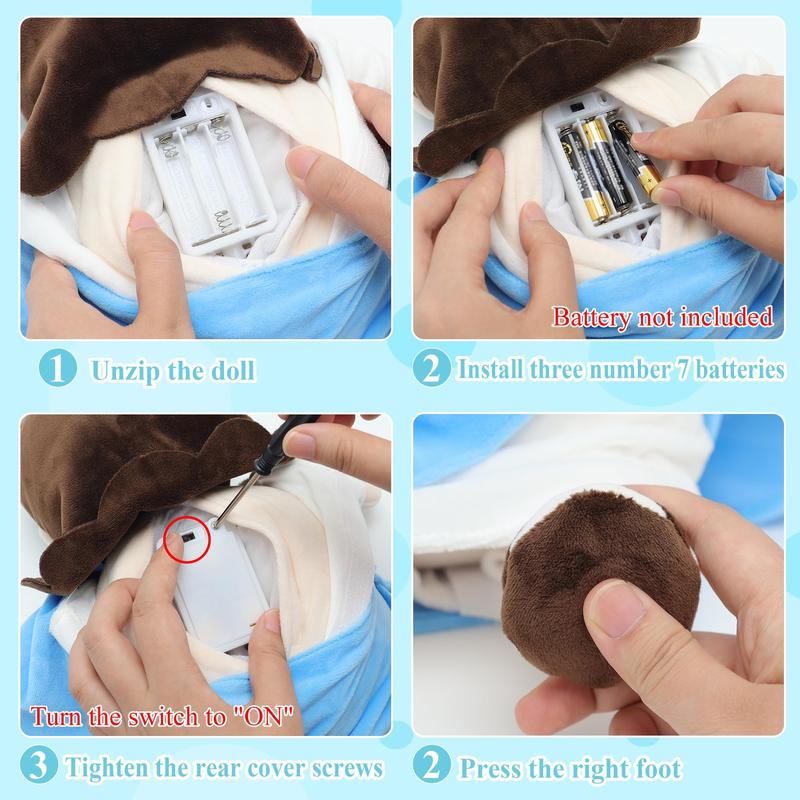 Battery not included
1 Unzip the doll
2 Install three number 7 batteries
Turn the switch to "ON"
3 Tighten the rear cover screws
2 Press the right foot